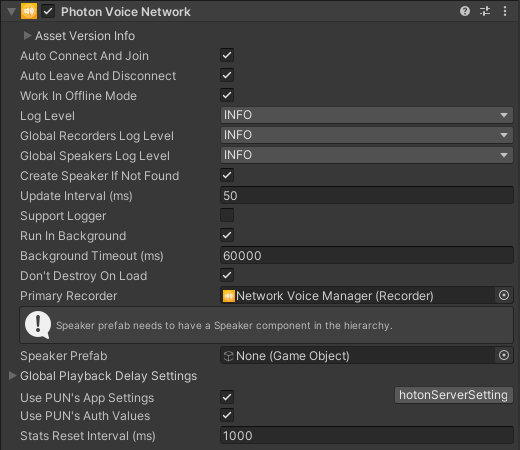 Photon Voice Network
Asset Version Info
Auto Connect And Join
Auto Leave And Disconnect
Work In Offline Mode
Log Level INFO
Global Recorders Log Level INFO
Global Speakers Log Level INFO
Create Speaker If Not Found
Update Interval (ms) 50
Support Logger
Run In Background
Background Timeout (ms) 60000
Don't Destroy On Load
Primary Recorder Network Voice Manager (Recorder)
Speaker prefab needs to have a Speaker component in the hierarchy.
Speaker Prefab None (Game Object)
Global Playback Delay Settings
Use PUN's App Settings hotonServerSetting
Use PUN's Auth Values
Stats Reset Interval (ms) 1000